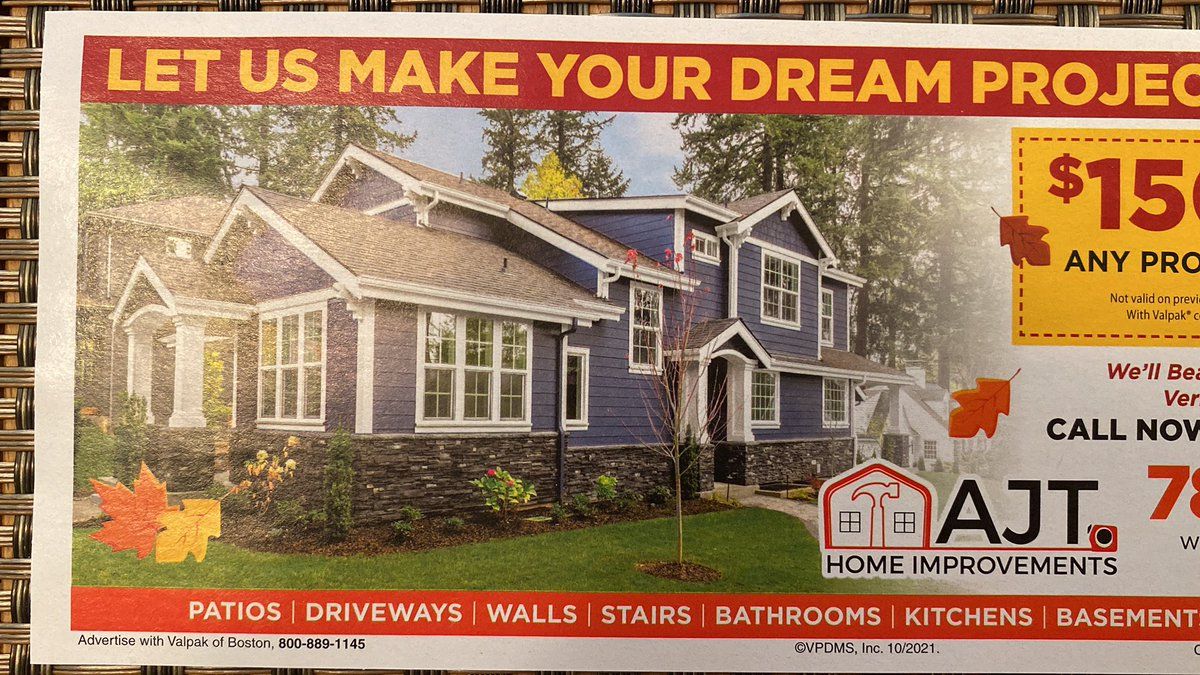 LET US MAKE YOUR DREAM PROJEC
$150
ANY PRO
Not valid on previ
With Valpak® c
We'll Bea
Ver
CALL NOW
78
W
AJT
HOME IMPROVEMENTS
PATIOS | DRIVEWAYS | WALLS | STAIRS | BATHROOMS | KITCHENS | BASEMENT
Advertise with Valpak of Boston, 800-889-1145
©VPDMS, Inc. 10/2021.